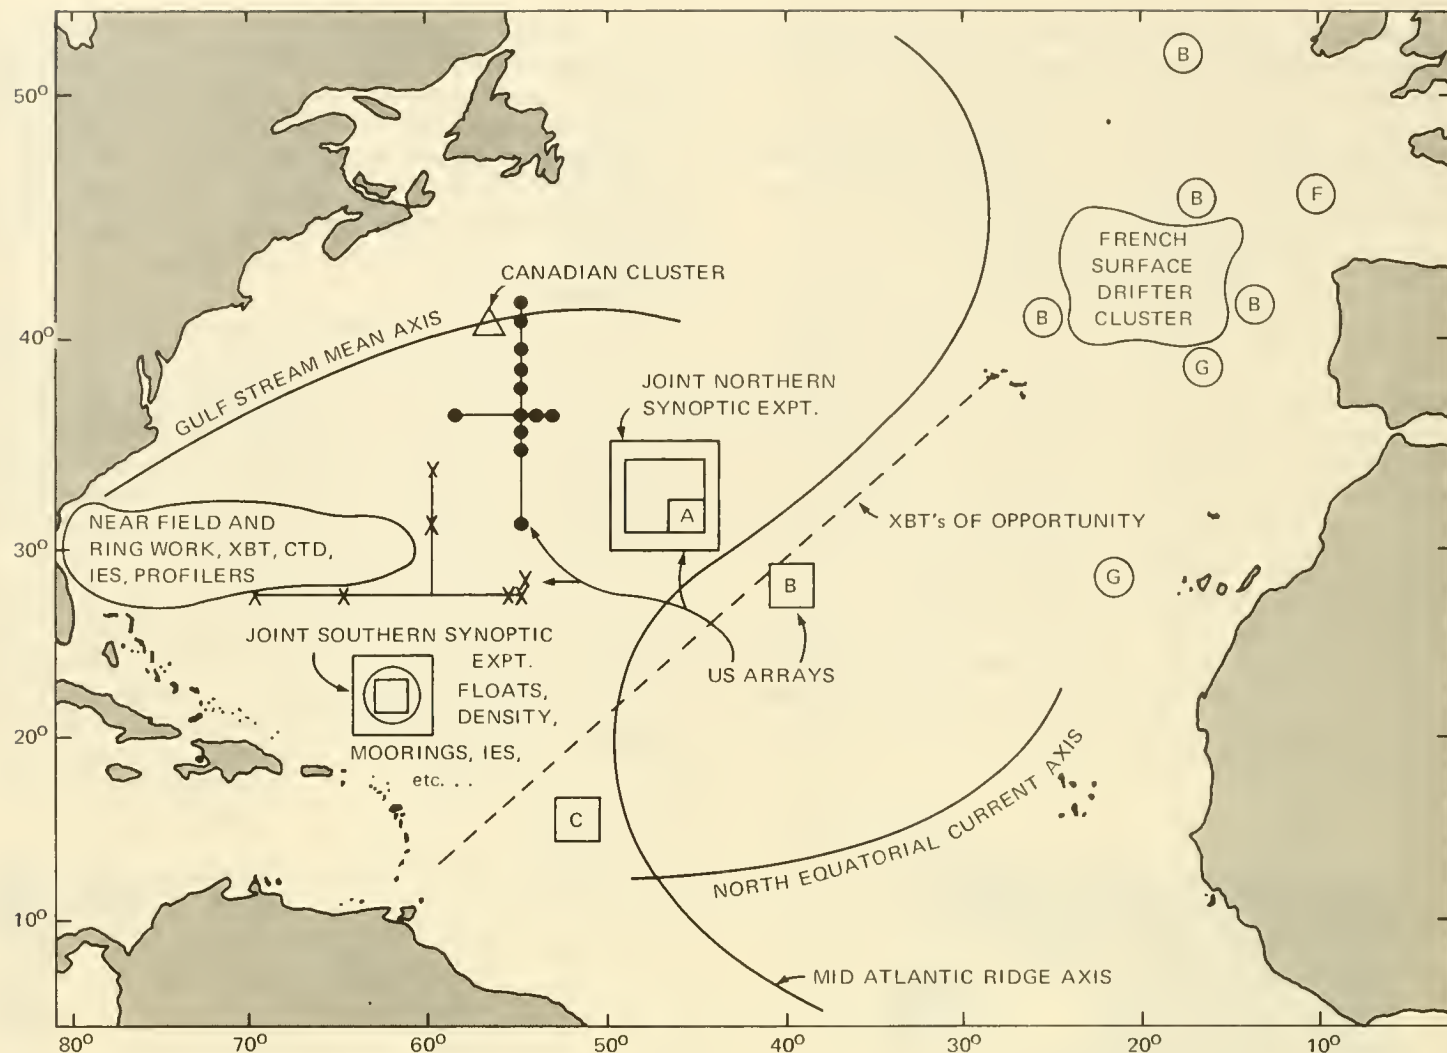 50°
40°
30°
20°
10°
80°
70°
60°
50°
40°
30°
20°
10°
B
B
F
FRENCH
SURFACE
DRIFTER
CLUSTER
B
B
G
CANADIAN CLUSTER
GULF STREAM MEAN AXIS
JOINT NORTHERN
SYNOPTIC EXPT.
A
X
X
X
X
X
X
X
NEAR FIELD AND
RING WORK, XBT, CTD,
IES, PROFILERS
XBT's OF OPPORTUNITY
B
G
JOINT SOUTHERN SYNOPTIC
EXPT.
FLOATS,
DENSITY,
MOORINGS, IES,
etc. . .
US ARRAYS
C
NORTH EQUATORIAL CURRENT AXIS
MID ATLANTIC RIDGE AXIS